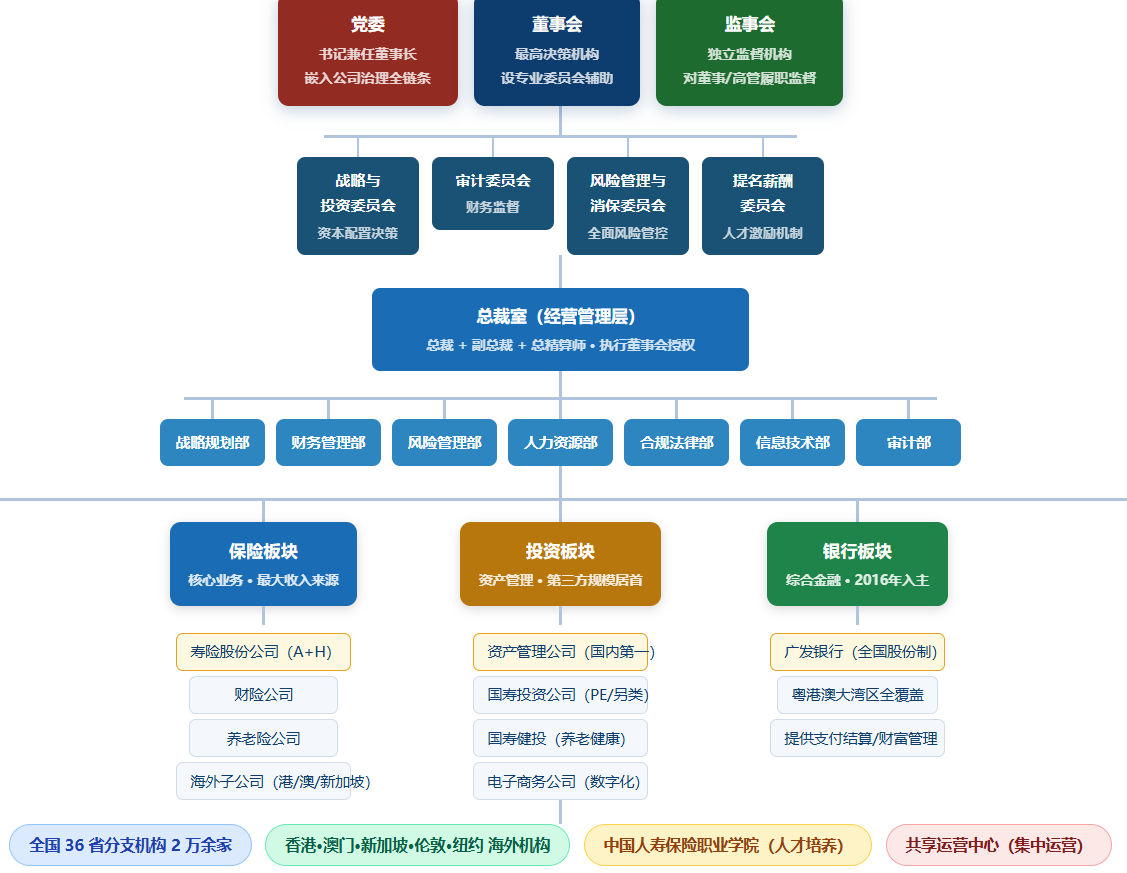 党委
书记兼任董事长
嵌入公司治理全链条
董事会
最高决策机构
设专业委员会辅助
监事会
独立监督机构
对董事/高管履职监督
战略与
投资委员会
资本配置决策
审计委员会
财务监督
风险管理与
消保委员会
全面风险管控
提名薪酬
委员会
人才激励机制
总裁室（经营管理层）
总裁 + 副总裁 + 总精算师 • 执行董事会授权
战略规划部
财务管理部
风险管理部
人力资源部
合规法律部
信息技术部
审计部
保险板块
核心业务 • 最大收入来源
投资板块
资产管理 • 第三方规模居首
银行板块
综合金融 • 2016年入主
寿险股份公司（A+H）
财险公司
养老险公司
海外子公司（港/澳/新加坡）
资产管理公司（国内第一）
国寿投资公司（PE/另类）
国寿健投（养老健康）
电子商务公司（数字化）
广发银行（全国股份制）
粤港澳大湾区全覆盖
提供支付结算/财富管理
全国 36 省分支机构 2 万余家
香港•澳门•新加坡•伦敦•纽约 海外机构
中国人寿保险职业学院（人才培养）
共享运营中心（集中运营）